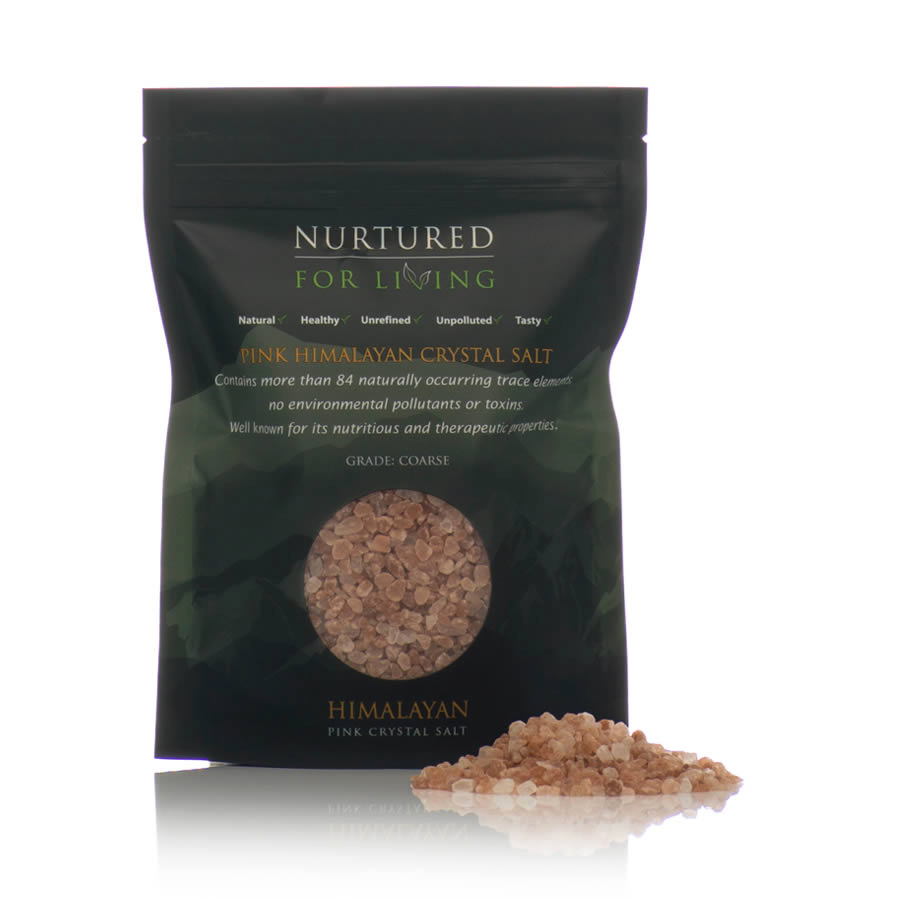 NURTURED
FOR LIVING
Natural✓ Healthy✓ Unrefined✓ Unpolluted✓ Tasty✓
PINK HIMALAYAN CRYSTAL SALT
Contains more than 84 naturally occurring trace elements
no environmental pollutants or toxins.
Well known for its nutritious and therapeutic properties.
GRADE: COARSE
HIMALAYAN
PINK CRYSTAL SALT